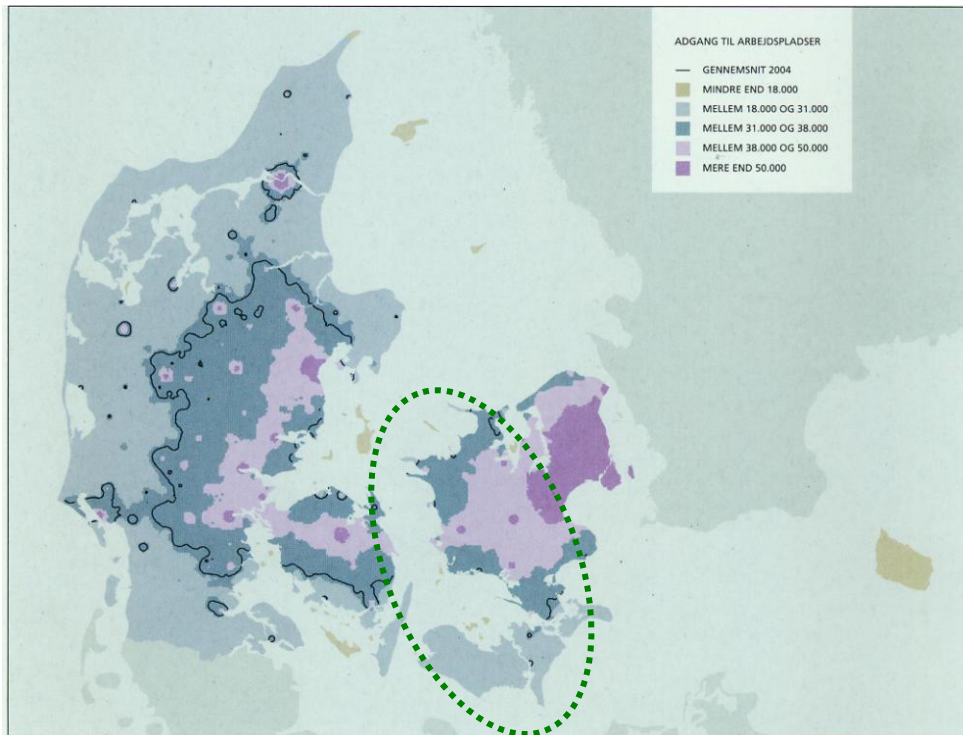 ADGANG TIL ARBEJDSPLADSER
GENNEMSNIT 2004
MINDRE END 18.000
MELLEM 18.000 OG 31.000
MELLEM 31.000 OG 38.000
MELLEM 38.000 OG 50.000
MERE END 50.000